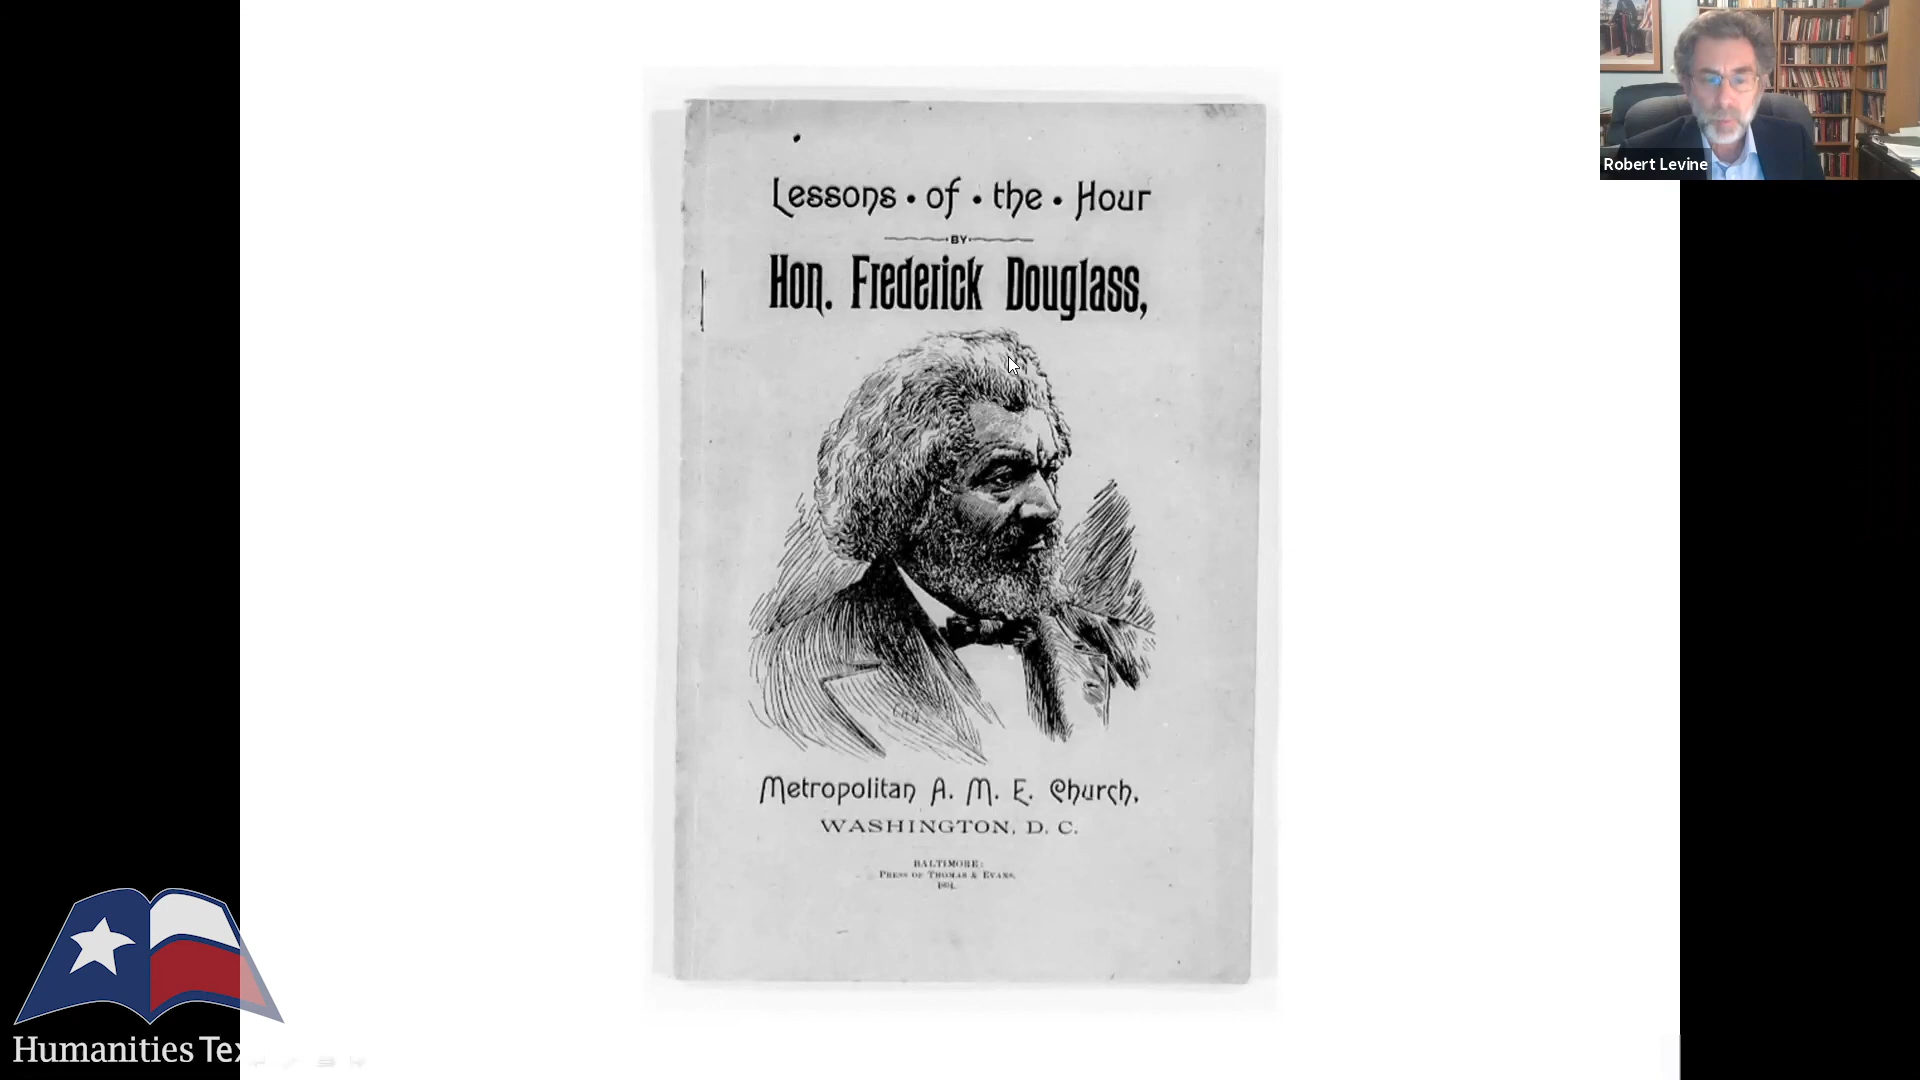 Lessons • of • the • Hour
BY
Hon. Frederick Douglass,
Metropolitan A. M. E. Church,
WASHINGTON, D. C.
BALTIMORE:
PRESS OF THOMAS & EVANS,
1894.
Robert Levine
Humanities Tex